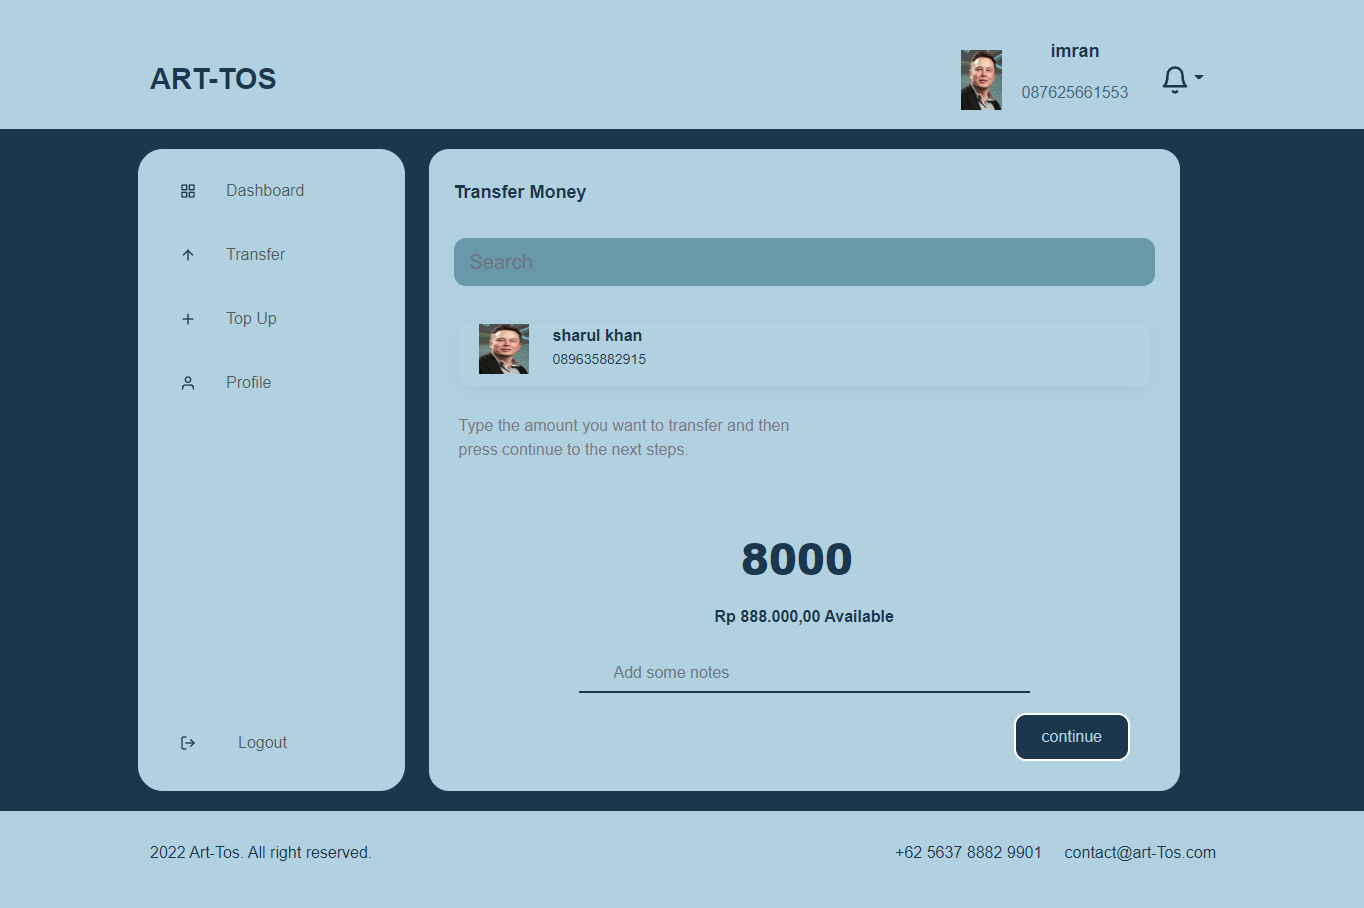 ART-TOS
imran
087625661553
Dashboard
Transfer
Top Up
Profile
Logout
Transfer Money
Search
sharul khan
089635882915
Type the amount you want to transfer and then
press continue to the next steps.
8000
Rp 888.000,00 Available
Add some notes
continue
2022 Art-Tos. All right reserved.
+62 5637 8882 9901 contact@art-Tos.com